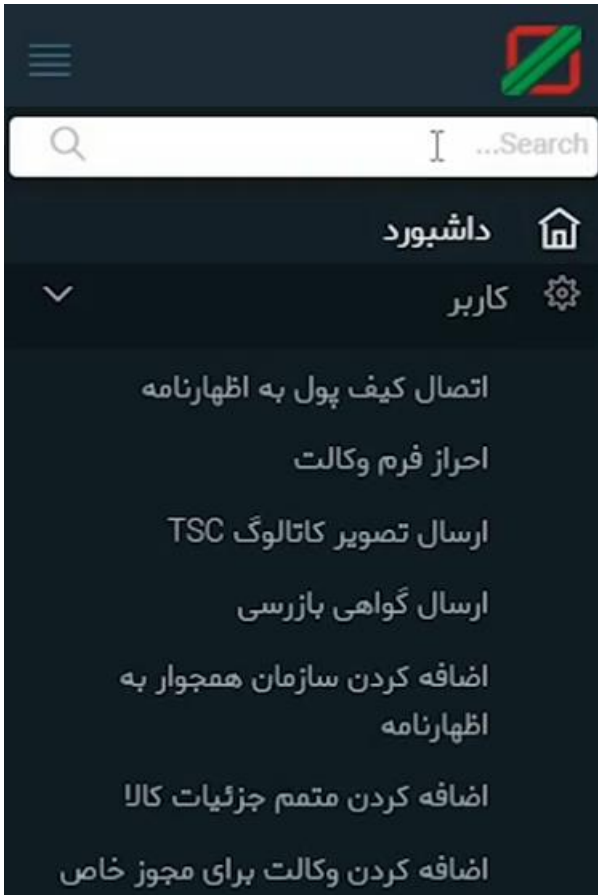 Search...
داشبورد
کاربر
اتصال کیف پول به اظهارنامه
احراز فرم وکالت
ارسال تصویر کاتالوگ TSC
ارسال گواهی بازرسی
اضافه کردن سازمان همجوار به
اظهارنامه
اضافه کردن متمم جزئیات کالا
اضافه کردن وکالت برای مجوز خاص